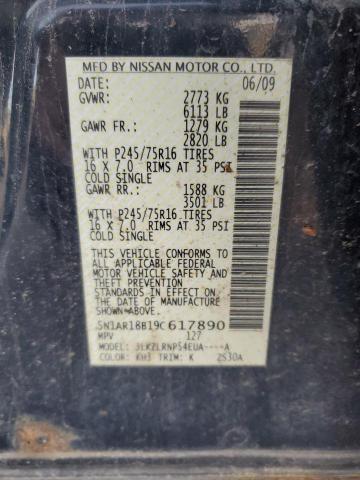 MFD BY NISSAN MOTOR CO., LTD.
DATE: 06/09
GVWR: 2773 KG
6113 LB
GAWR FR.: 1279 KG
2820 LB
WITH P245/75R16 TIRES
16 X 7.0 RIMS AT 35 PSI
COLD SINGLE
GAWR RR.: 1588 KG
3501 LB
WITH P245/75R16 TIRES
16 X 7.0 RIMS AT 35 PSI
COLD SINGLE
THIS VEHICLE CONFORMS TO
ALL APPLICABLE FEDERAL
MOTOR VEHICLE SAFETY AND
THEFT PREVENTION
STANDARDS IN EFFECT ON
THE DATE OF MANUFACTURE
SHOWN ABOVE.
5N1AR18B19C617890
MPV 127
COLOR: KH3 TRIM: K 2S30A